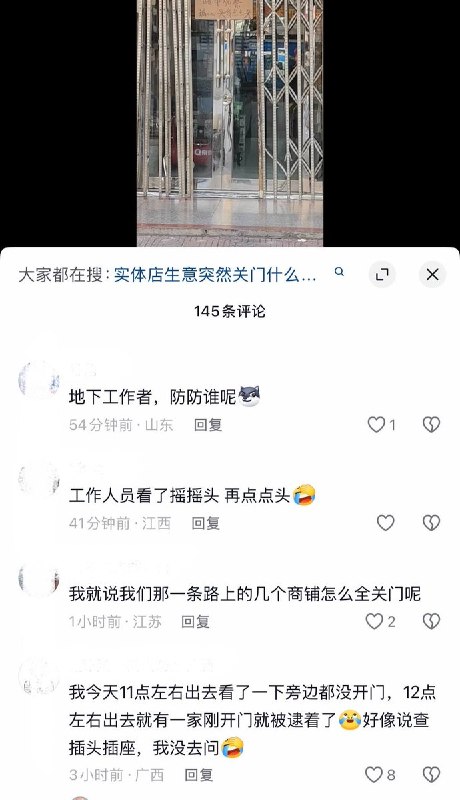 大家都在搜：实体店生意突然关门什么...
145条评论
地下工作者，防防谁呢
54分钟前·山东 回复
1
工作人员看了摇摇头 再点点头
41分钟前·江西 回复
我就说我们那一条路上的几个商铺怎么全关门呢
1小时前·江苏 回复
2
我今天11点左右出去看了一下旁边都没开门，12点
左右出去就有一家刚开门就被逮着了好像说查
插头插座，我没去问
3小时前·广西 回复
8